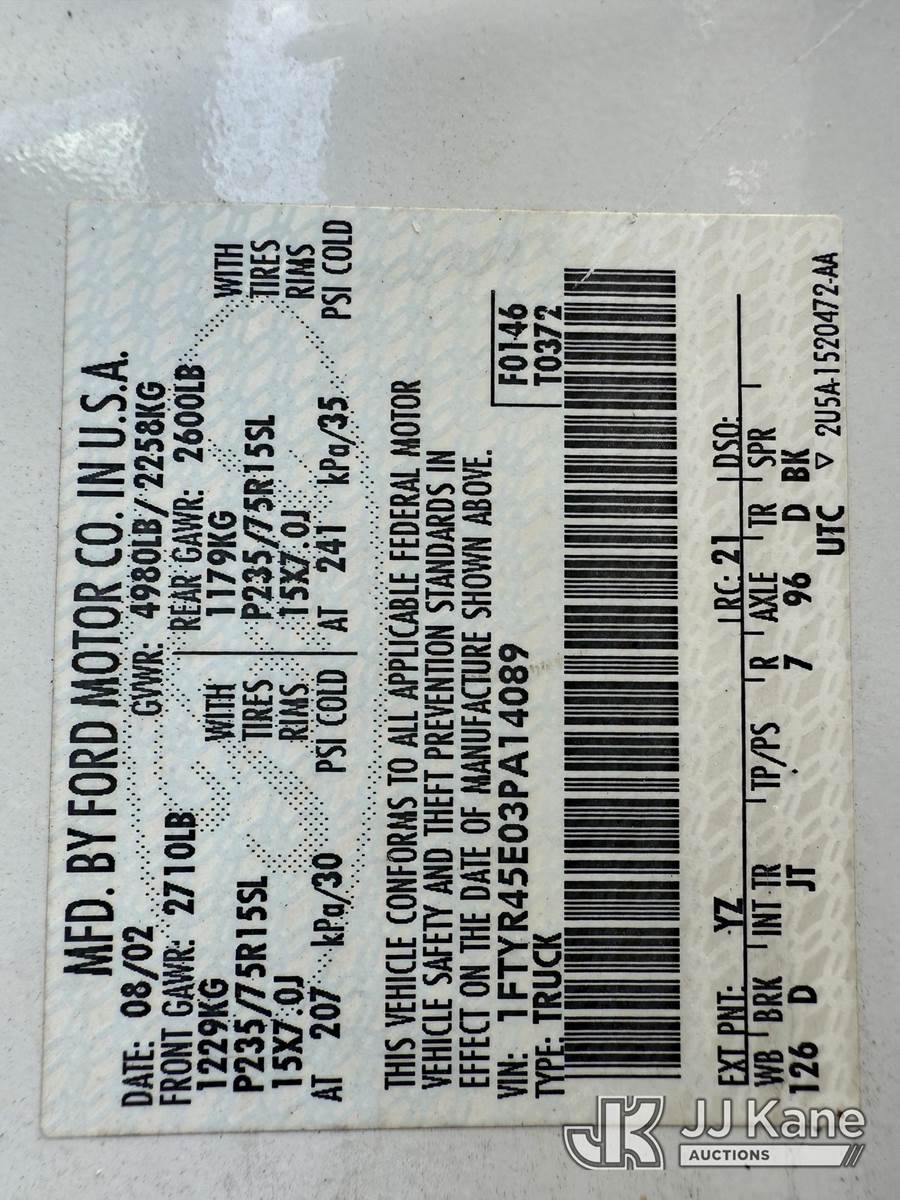 MFD. BY FORD MOTOR CO. IN U.S.A.
DATE: 08/02 GVWR: 4980LB/2258KG
FRONT GAWR: 2710LB REAR GAWR: 2600LB
1229KG WITH 1179KG WITH
P235/75R15SL TIRES P235/75R15SL TIRES
15X7.0J RIMS 15X7.0J RIMS
AT 207 kPa/30 PSI COLD AT 241 kPa/35 PSI COLD
THIS VEHICLE CONFORMS TO ALL APPLICABLE FEDERAL MOTOR
VEHICLE SAFETY AND THEFT PREVENTION STANDARDS IN
EFFECT ON THE DATE OF MANUFACTURE SHOWN ABOVE.
VIN: 1FTYR45E03PA14089 F0146
TYPE: TRUCK T0372
EXT PNT: YZ RC: 21 DSO:
WB BRK INT TR TP/PS R AXLE TR SPR
126 D JT 7 96 D BK
UTC ▽ 2U5A-1520472-AA
JK JJ Kane
AUCTIONS